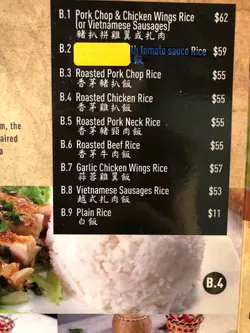 B.1 Pork Chop & Chicken Wings Rice $62
(or Vietnamese Sausages)
豬扒拼雞翼或扎肉
B.2 tomato sauce Rice $59
飯
B.3 Roasted Pork Chop Rice $55
香茅豬扒飯
B.4 Roasted Chicken Rice $55
香茅雞扒飯
B.5 Roasted Pork Neck Rice $55
香茅豬頸肉飯
B.6 Roasted Beef Rice $55
香茅牛肉飯
B.7 Garlic Chicken Wings Rice $57
蒜蓉雞翼飯
B.8 Vietnamese Sausages Rice $53
越式扎肉飯
B.9 Plain Rice $11
白飯
m, the
aired
a
B.4